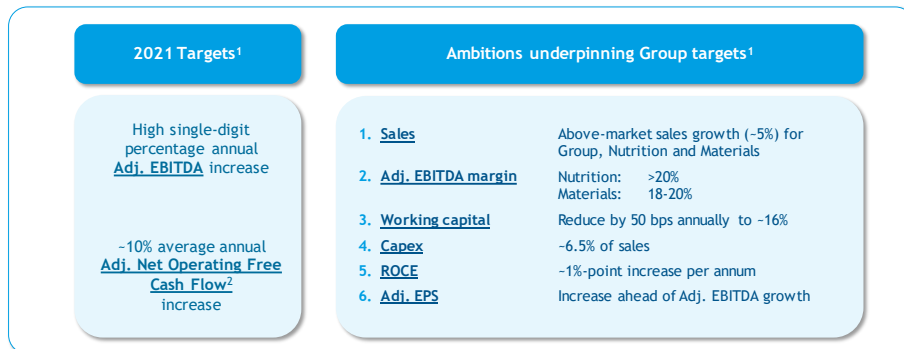 2021 Targets¹
Ambitions underpinning Group targets¹
High single-digit
percentage annual
Adj. EBITDA increase
~10% average annual
Adj. Net Operating Free
Cash Flow²
increase
1. Sales Above-market sales growth (~5%) for
Group, Nutrition and Materials
2. Adj. EBITDA margin Nutrition: >20%
Materials: 18-20%
3. Working capital Reduce by 50 bps annually to ~16%
4. Capex ~6.5% of sales
5. ROCE ~1%-point increase per annum
6. Adj. EPS Increase ahead of Adj. EBITDA growth